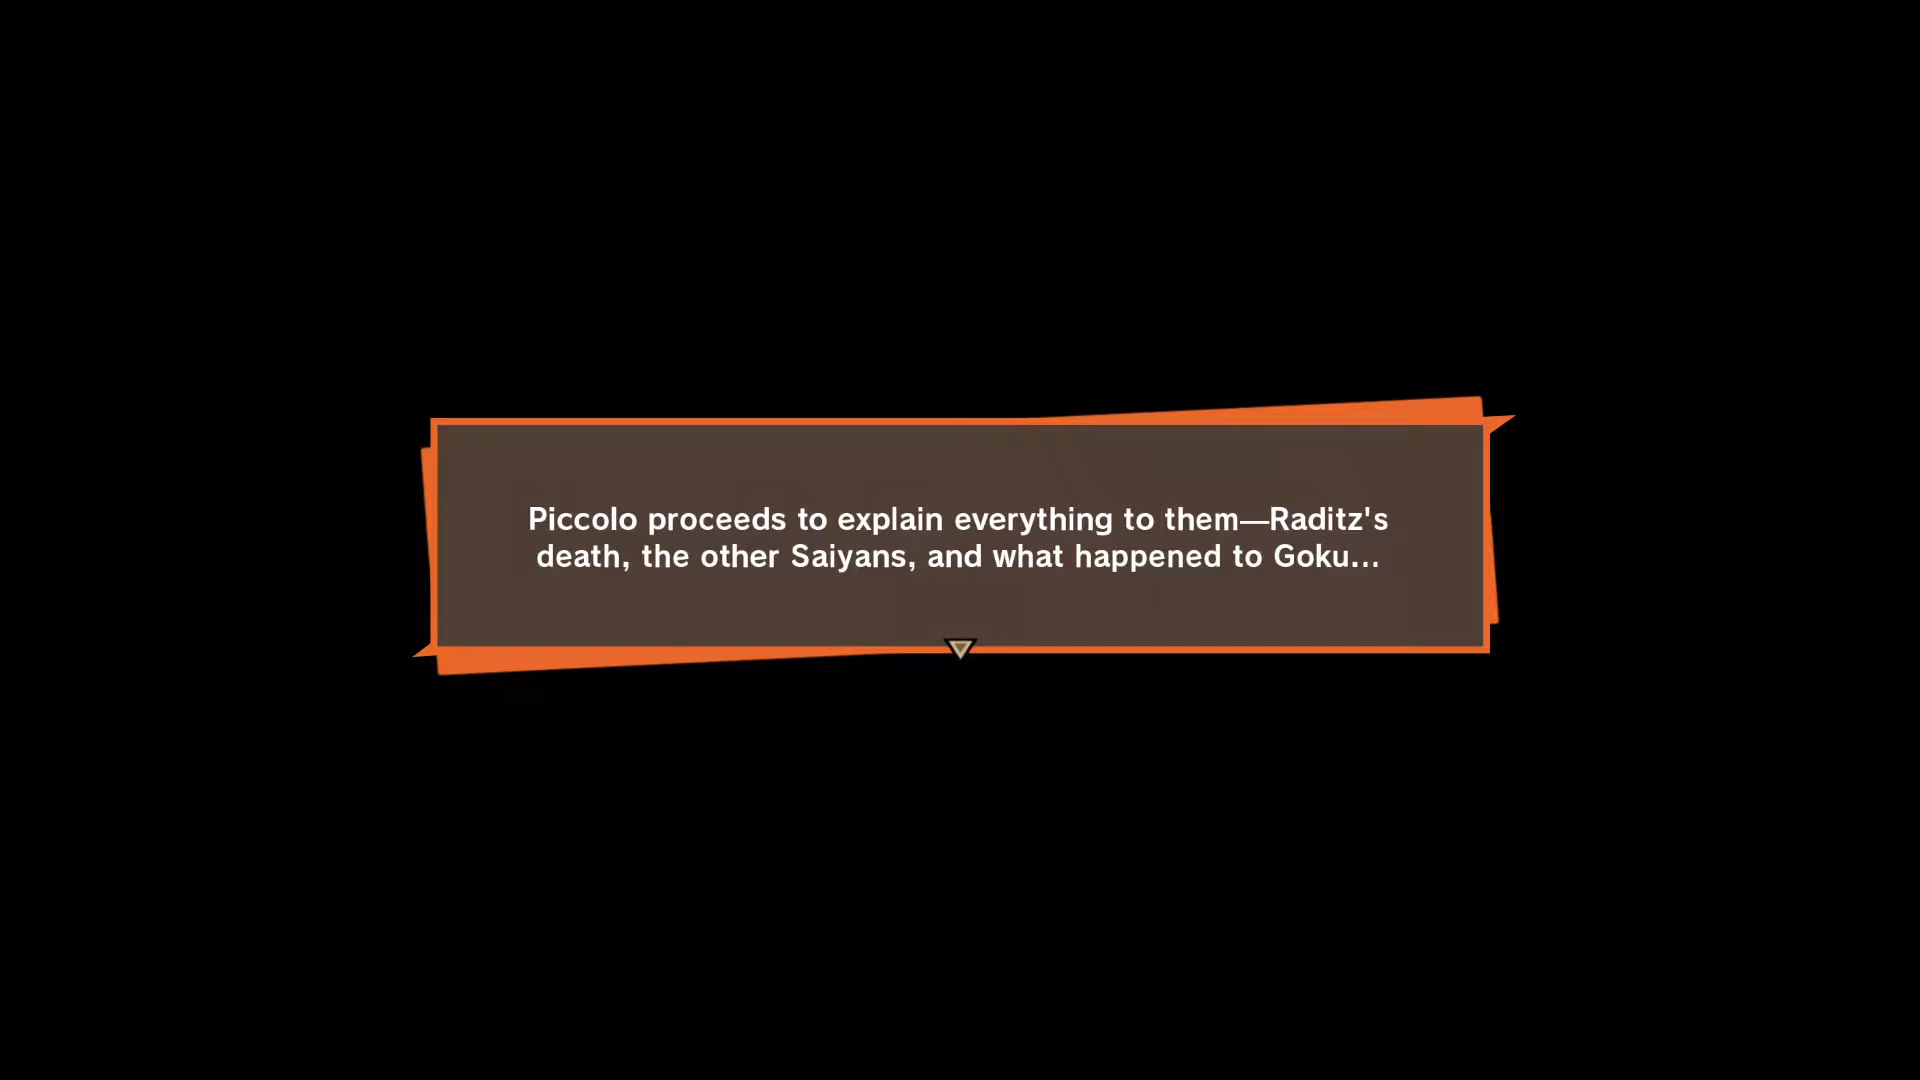 Piccolo proceeds to explain everything to them—Raditz's
death, the other Saiyans, and what happened to Goku...